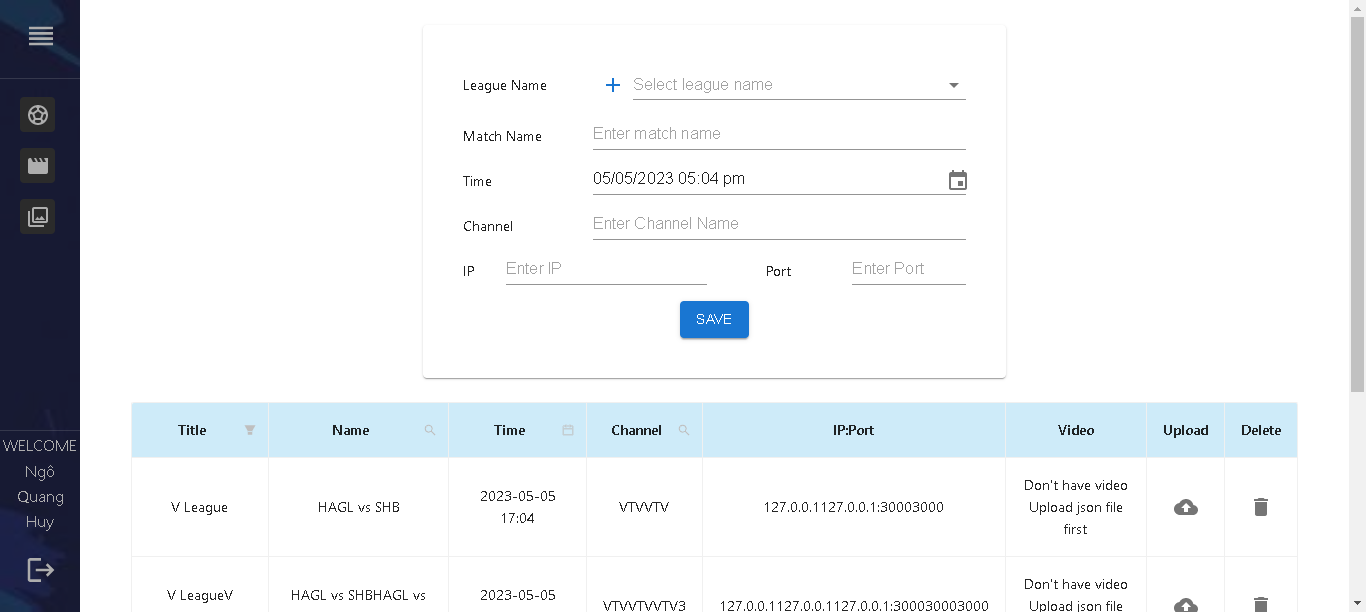 League Name
Select league name
Match Name
Enter match name
Time
05/05/2023 05:04 pm
Channel
Enter Channel Name
IP
Enter IP
Port
Enter Port
SAVE
WELCOME
Ngô
Quang
Huy
Title
Name
Time
Channel
IP:Port
Video
Upload
Delete
V League
HAGL vs SHB
2023-05-05
17:04
VTVVTV
127.0.0.1127.0.0.1:30003000
Don't have video
Upload json file
first
V LeagueV
HAGL vs SHBHAGL vs
2023-05-05
VTVVTVVTV3
127.0.0.1127.0.0.1127.0.0.1:300030003000
Don't have video
Upload json file